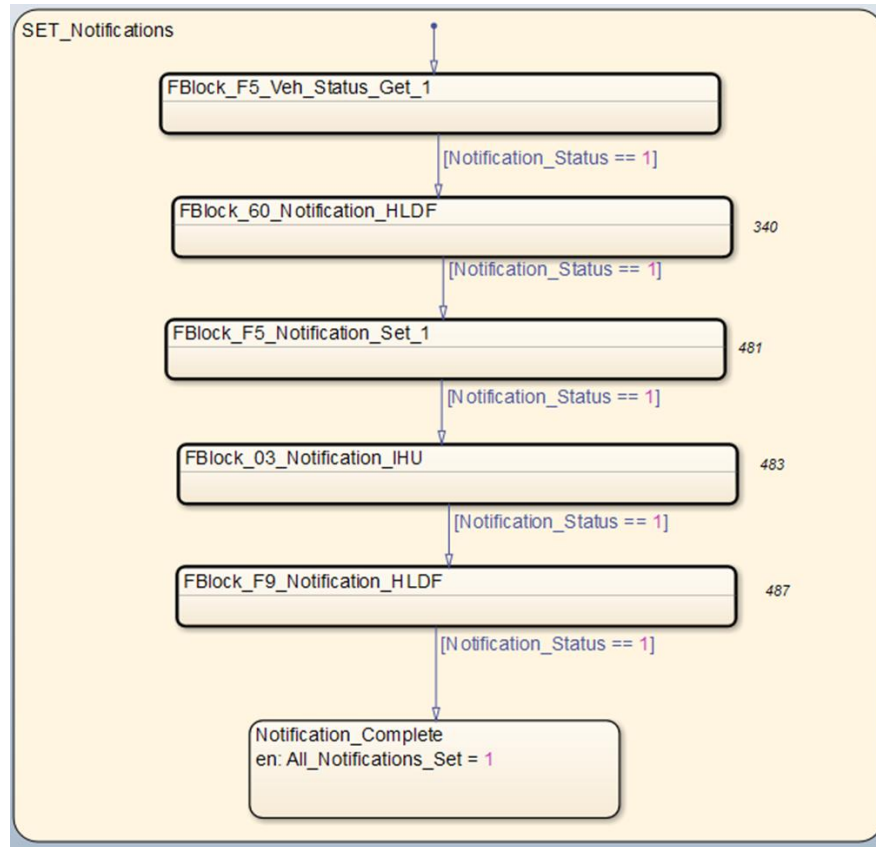 SET_Notifications
FBlock_F5_Veh_Status_Get_1
[Notification_Status == 1]
FBlock_60_Notification_HLDF
340
[Notification_Status == 1]
FBlock_F5_Notification_Set_1
481
[Notification_Status == 1]
FBlock_03_Notification_IHU
483
[Notification_Status == 1]
FBlock_F9_Notification_HLDF
487
[Notification_Status == 1]
Notification_Complete
en: All_Notifications_Set = 1